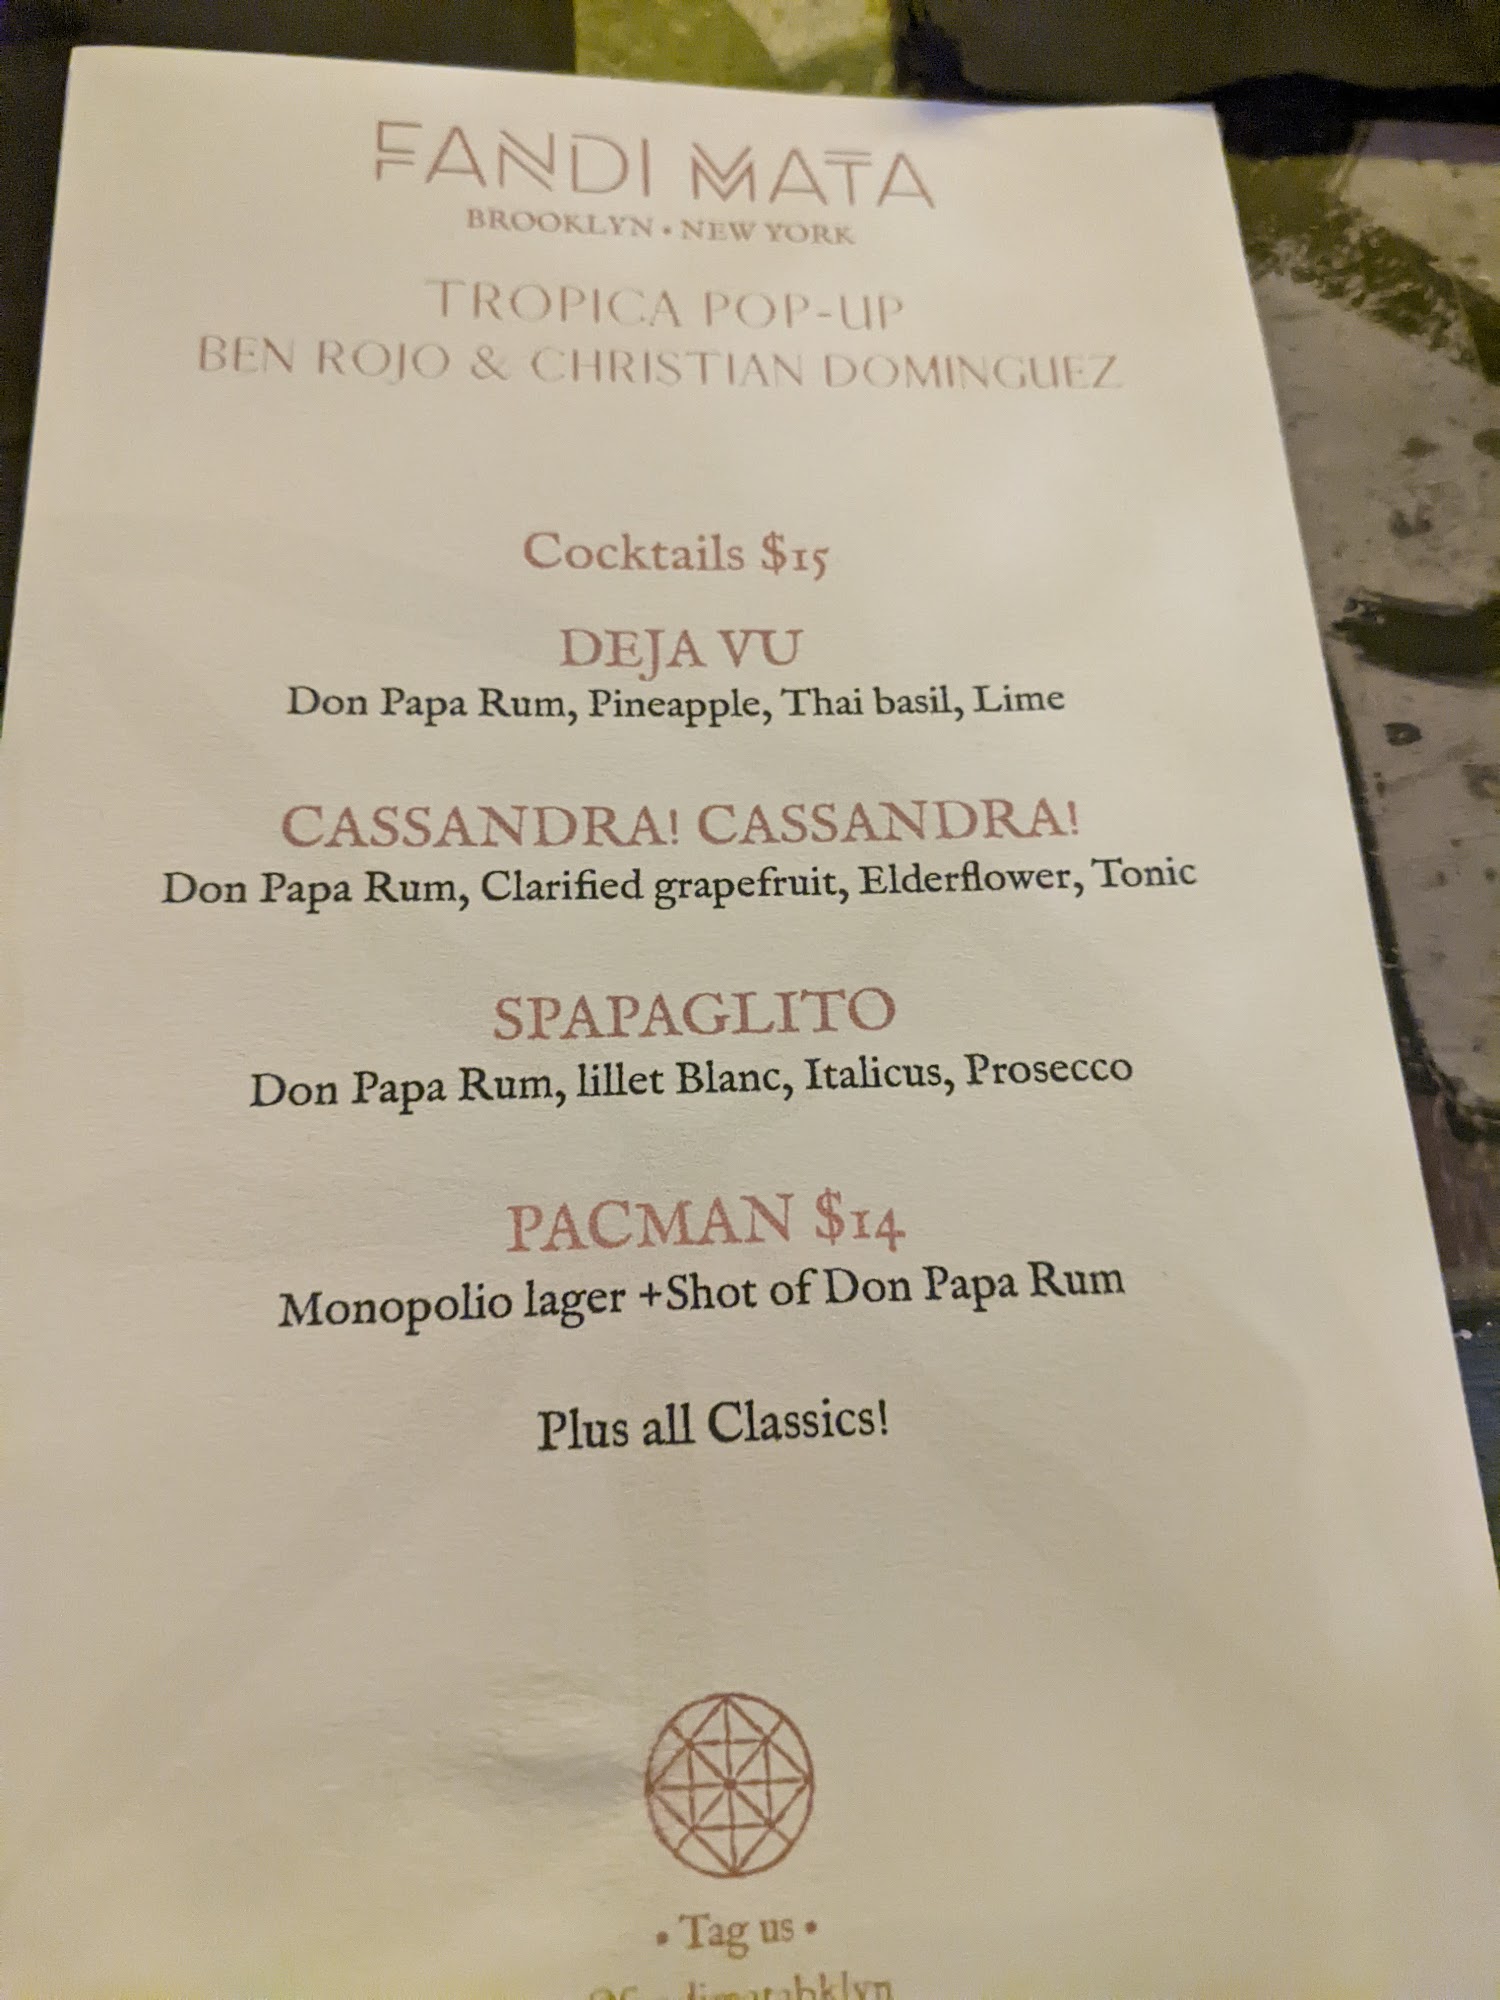 FANDI MATA
BROOKLYN • NEW YORK
TROPICA POP-UP
BEN ROJO & CHRISTIAN DOMINGUEZ
Cocktails $15
DEJA VU
Don Papa Rum, Pineapple, Thai basil, Lime
CASSANDRA! CASSANDRA!
Don Papa Rum, Clarified grapefruit, Elderflower, Tonic
SPAPAGLITO
Don Papa Rum, lillet Blanc, Italicus, Prosecco
PACMAN $14
Monopolio lager +Shot of Don Papa Rum
Plus all Classics!
• Tag us •